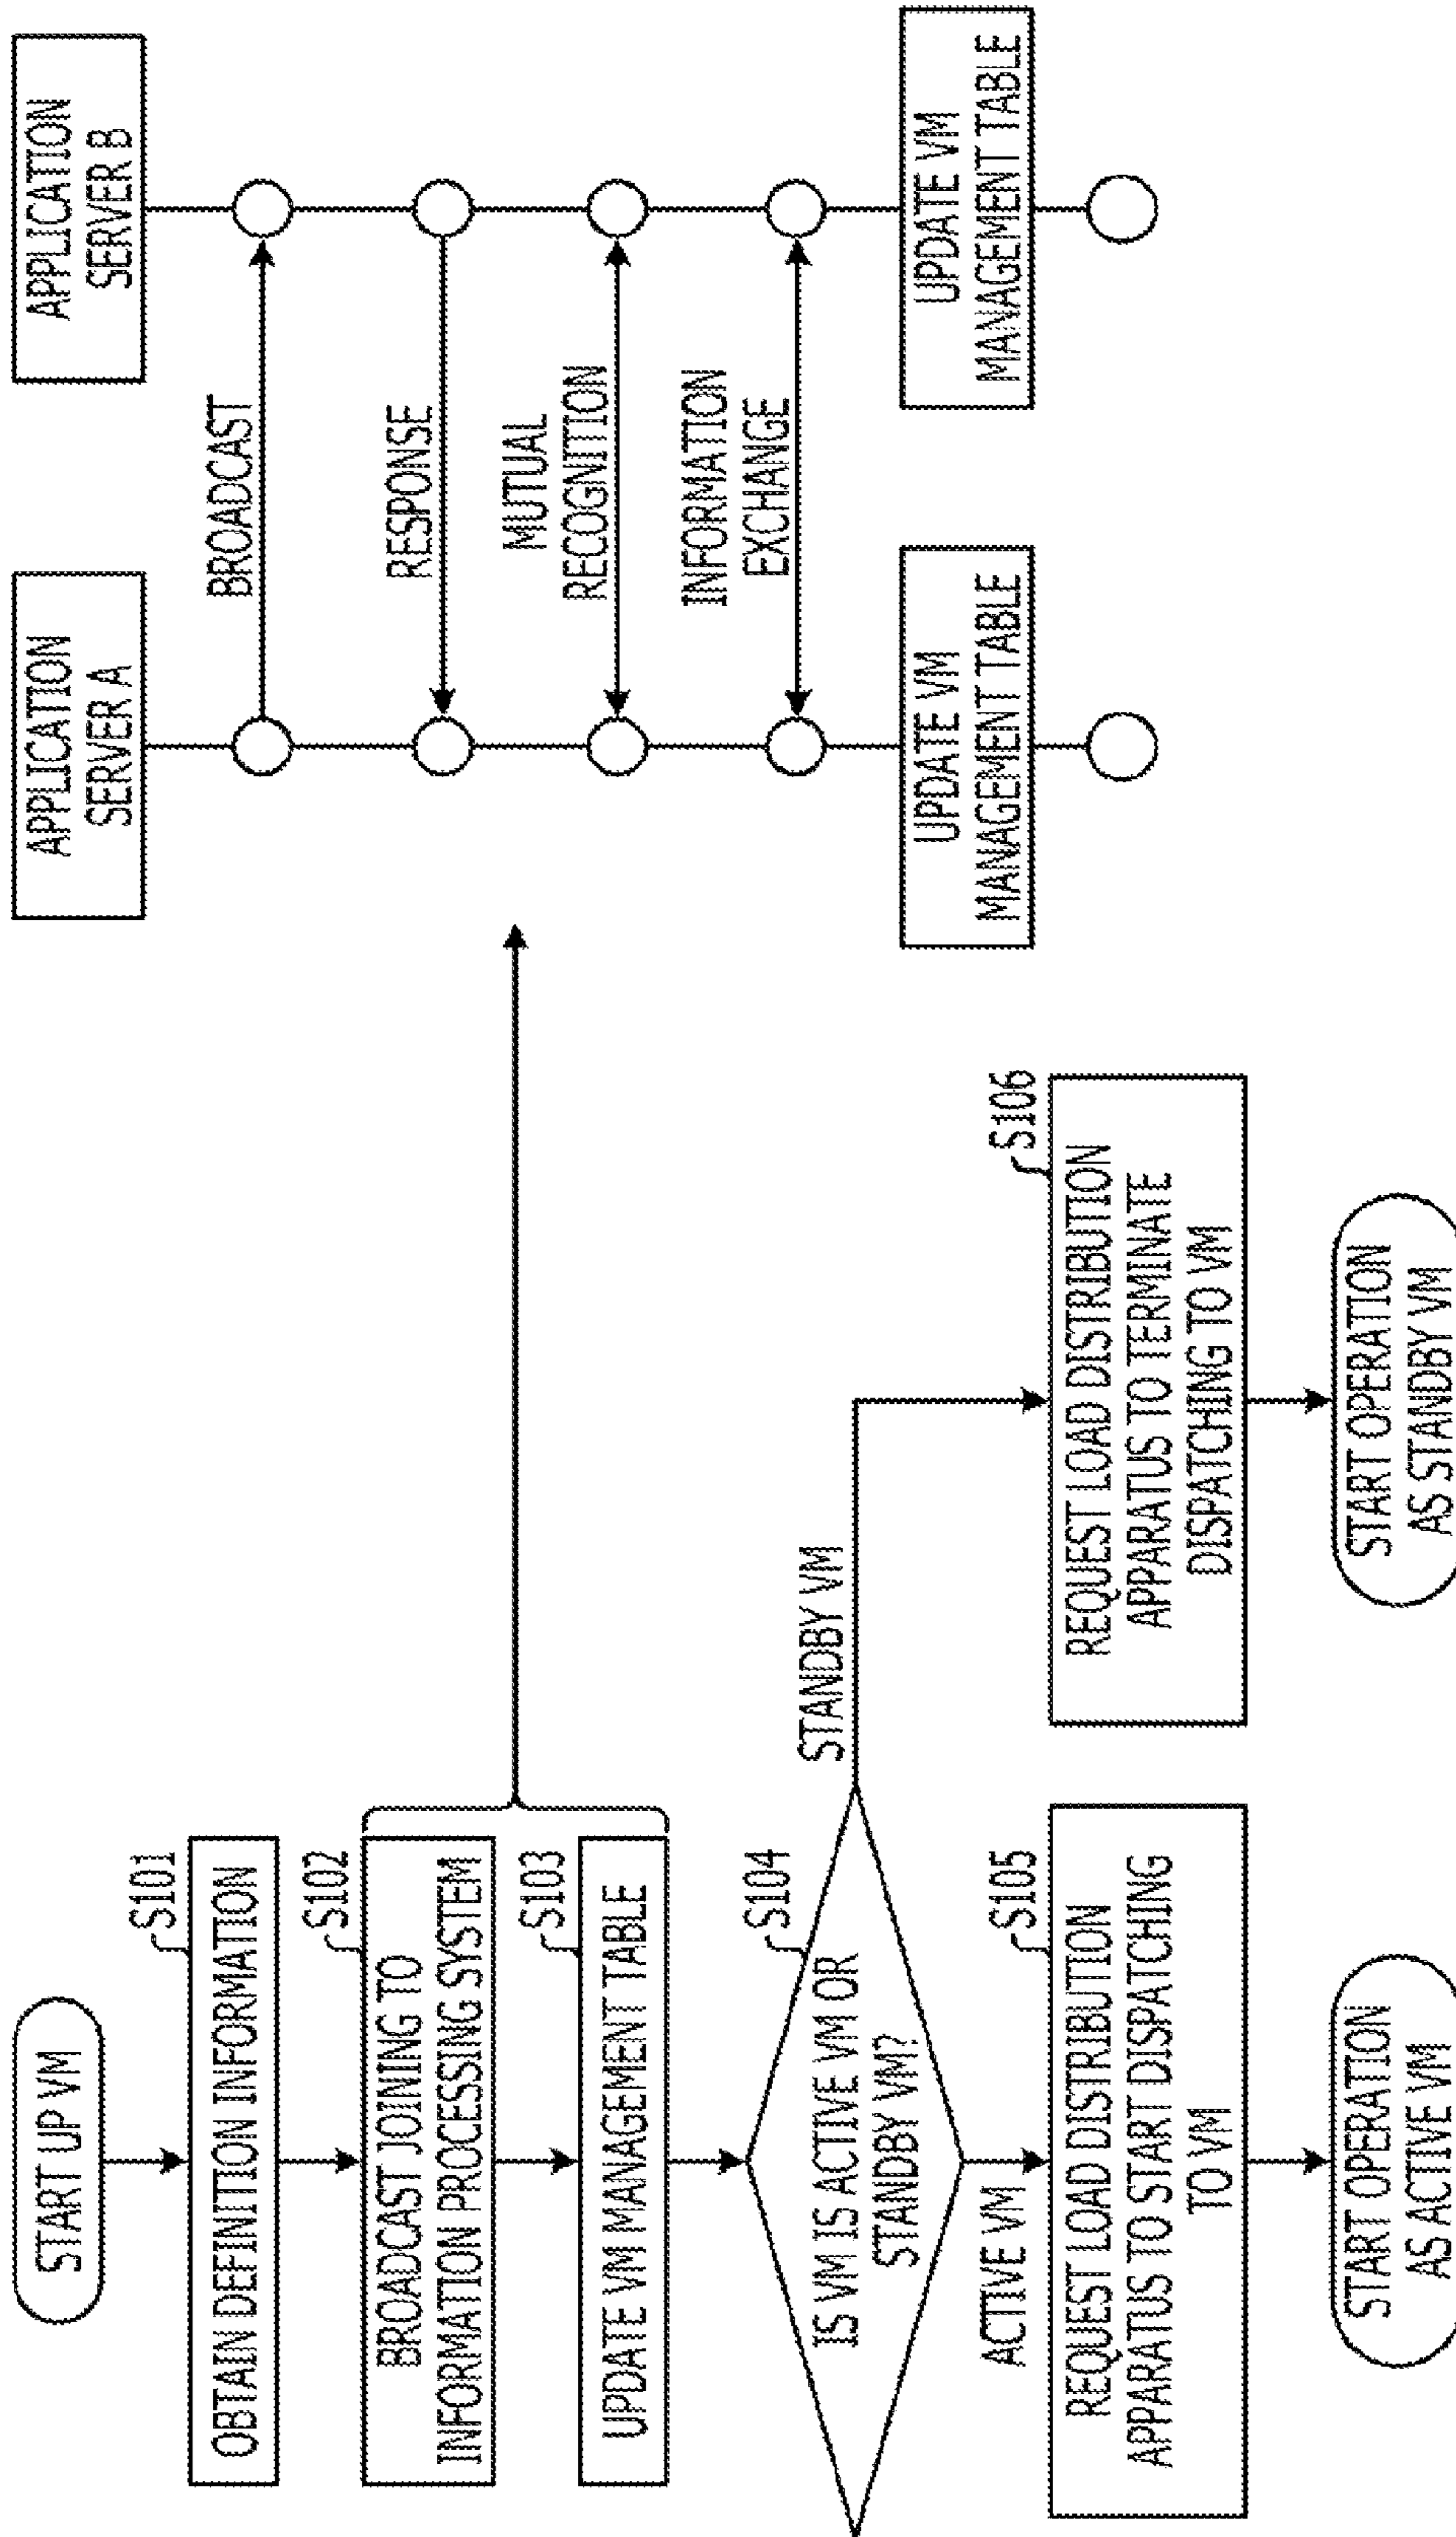 START UP VM
S101
OBTAIN DEFINITION INFORMATION
S102
BROADCAST JOINING TO
INFORMATION PROCESSING SYSTEM
S103
UPDATE VM MANAGEMENT TABLE
S104
IS VM IS ACTIVE VM OR
STANDBY VM?
STANDBY VM
ACTIVE VM
S105
REQUEST LOAD DISTRIBUTION
APPARATUS TO START DISPATCHING
TO VM
START OPERATION
AS ACTIVE VM
S106
REQUEST LOAD DISTRIBUTION
APPARATUS TO TERMINATE
DISPATCHING TO VM
START OPERATION
AS STANDBY VM
APPLICATION
SERVER A
APPLICATION
SERVER B
BROADCAST
RESPONSE
MUTUAL
RECOGNITION
INFORMATION
EXCHANGE
UPDATE VM
MANAGEMENT TABLE
UPDATE VM
MANAGEMENT TABLE